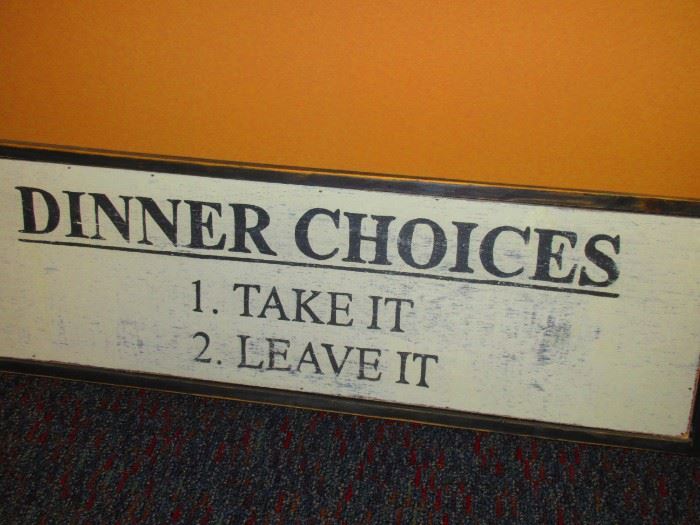 DINNER CHOICES
1. TAKE IT
2. LEAVE IT